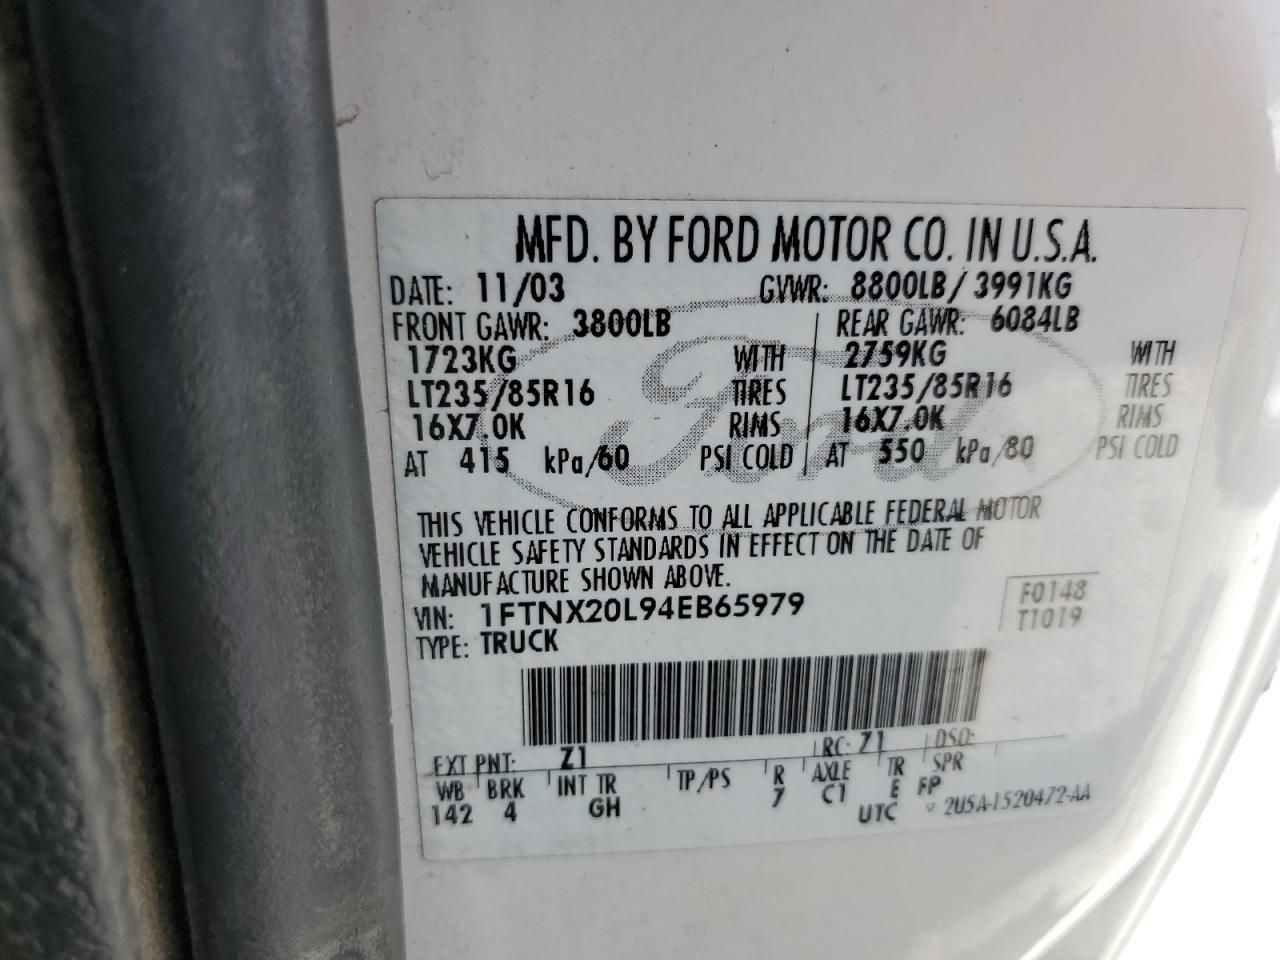 MFD. BY FORD MOTOR CO. IN U.S.A.
DATE: 11/03 GVWR: 8800LB/ 3991KG
FRONT GAWR: 3800LB REAR GAWR: 6084LB
1723KG WITH 2759KG WITH
LT235/85R16 TIRES LT235/85R16 TIRES
16X7.0K RIMS 16X7.0K RIMS
AT 415 kPa/60 PSI COLD AT 550 kPa/80 PSI COLD
Ford
THIS VEHICLE CONFORMS TO ALL APPLICABLE FEDERAL MOTOR
VEHICLE SAFETY STANDARDS IN EFFECT ON THE DATE OF
MANUFACTURE SHOWN ABOVE.
VIN: 1FTNX20L94EB65979 F0148
TYPE: TRUCK T1019
EXT PNT: Z1 RC: 71 DSO:
WB BRK INT TR TP/PS R AXLE TR SPR
142 4 GH 7 C1 E FP
UTC 2U5A-1520472-AA